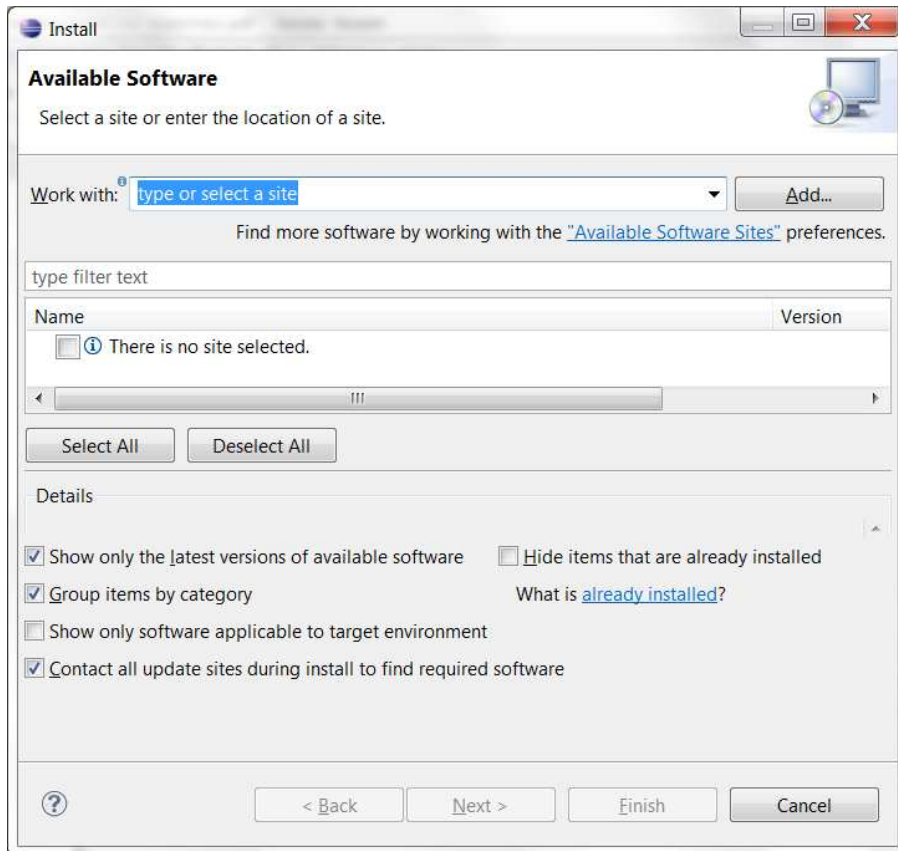 Install
Available Software
Select a site or enter the location of a site.
Work with: type or select a site Add...
Find more software by working with the "Available Software Sites" preferences.
type filter text
Name Version
There is no site selected.
Select All Deselect All
Details
Show only the latest versions of available software Hide items that are already installed
Group items by category What is already installed?
Show only software applicable to target environment
Contact all update sites during install to find required software
< Back Next > Finish Cancel